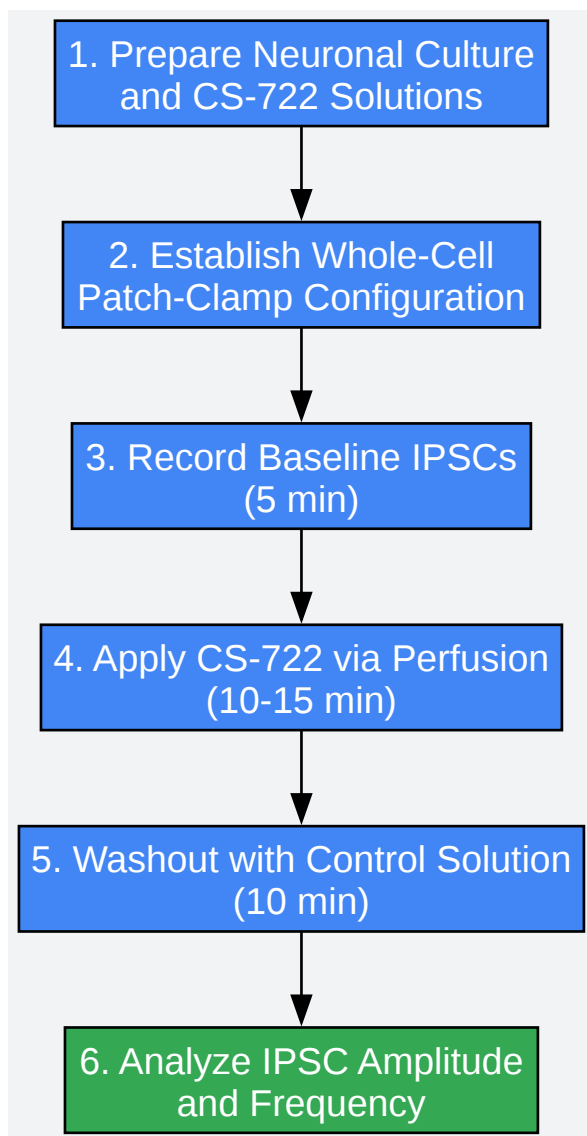 1. Prepare Neuronal Culture
and CS-722 Solutions
2. Establish Whole-Cell
Patch-Clamp Configuration
3. Record Baseline IPSCs
(5 min)
4. Apply CS-722 via Perfusion
(10-15 min)
5. Washout with Control Solution
(10 min)
6. Analyze IPSC Amplitude
and Frequency